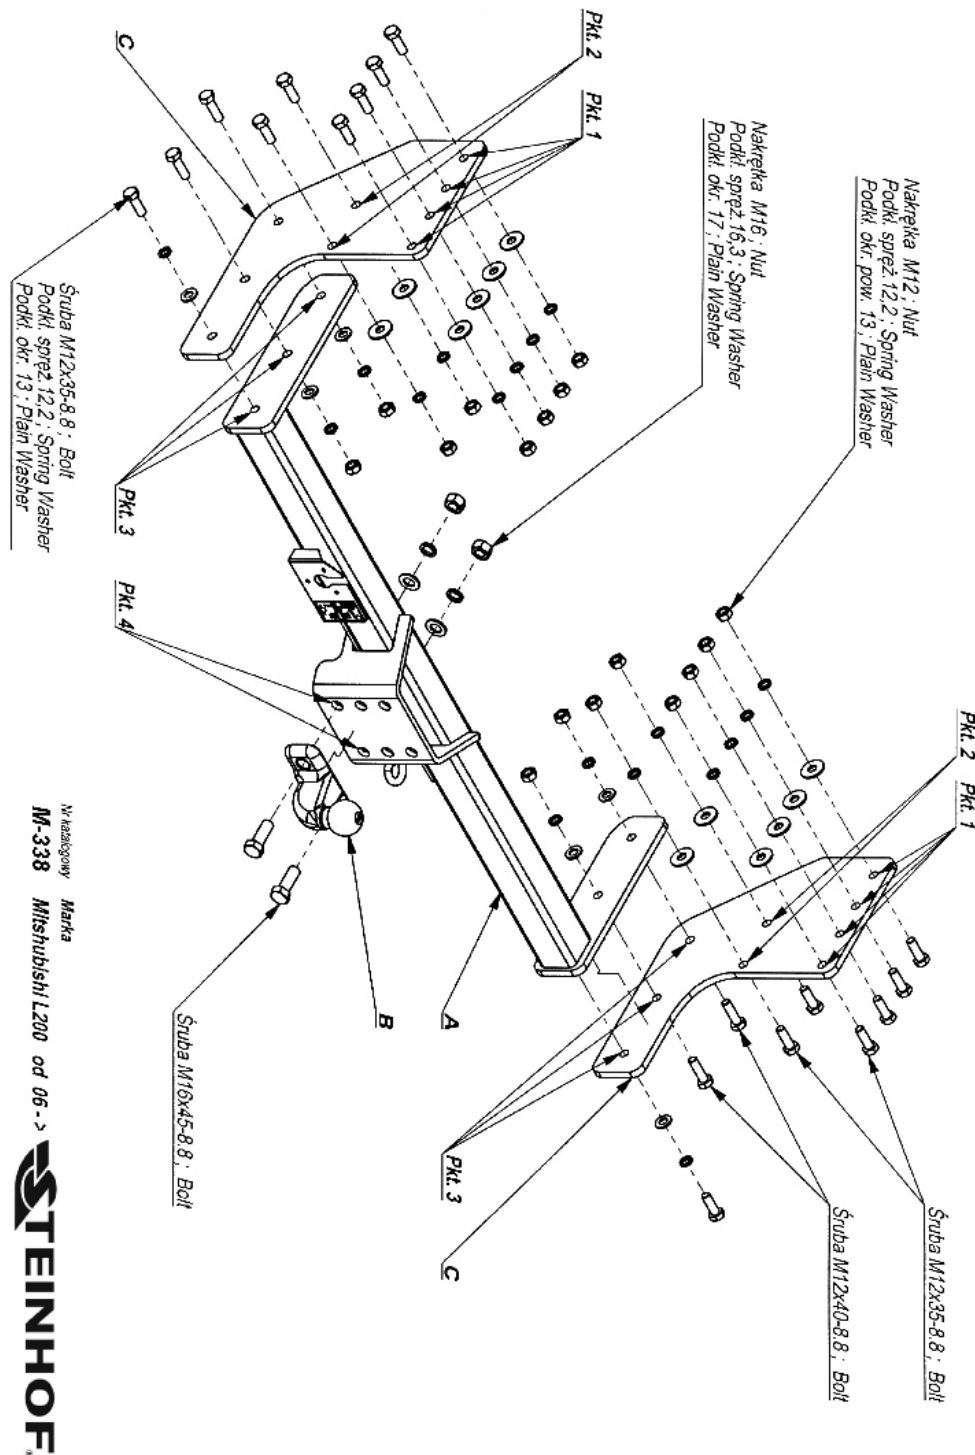 Pkt. 2
Pkt. 1
C
Nakrętka M16 ; Nut
Podkł. spręż.16,3 ; Spring Washer
Podkł. okr. 17 ; Plain Washer
Nakrętka M12 ; Nut
Podkł. spręż.12,2 ; Spring Washer
Podkł. okr. pow. 13 ; Plain Washer
Śruba M12x35-8.8 ; Bolt
Podkł. spręż.12,2 ; Spring Washer
Podkł. okr. 13 ; Plain Washer
Pkt. 3
Pkt. 4
Pkt. 2
Pkt. 1
A
B
Śruba M16x45-8.8 ; Bolt
Pkt. 3
C
Śruba M12x40-8.8 ; Bolt
Śruba M12x35-8.8 ; Bolt
Nr katalogowy Marka
M-338 Mitshubishi L200 od 06 - >
STEINHOF